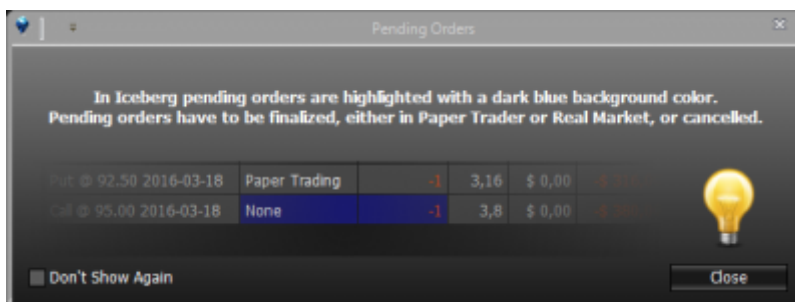 Pending Orders
In Iceberg pending orders are highlighted with a dark blue background color.
Pending orders have to be finalized, either in Paper Trader or Real Market, or cancelled.
Put @ 92.50 2016-03-18 Paper Trading -1 3,16 $ 0,00
Call @ 95.00 2016-03-18 None -1 3,8 $ 0,00
Don't Show Again
Close